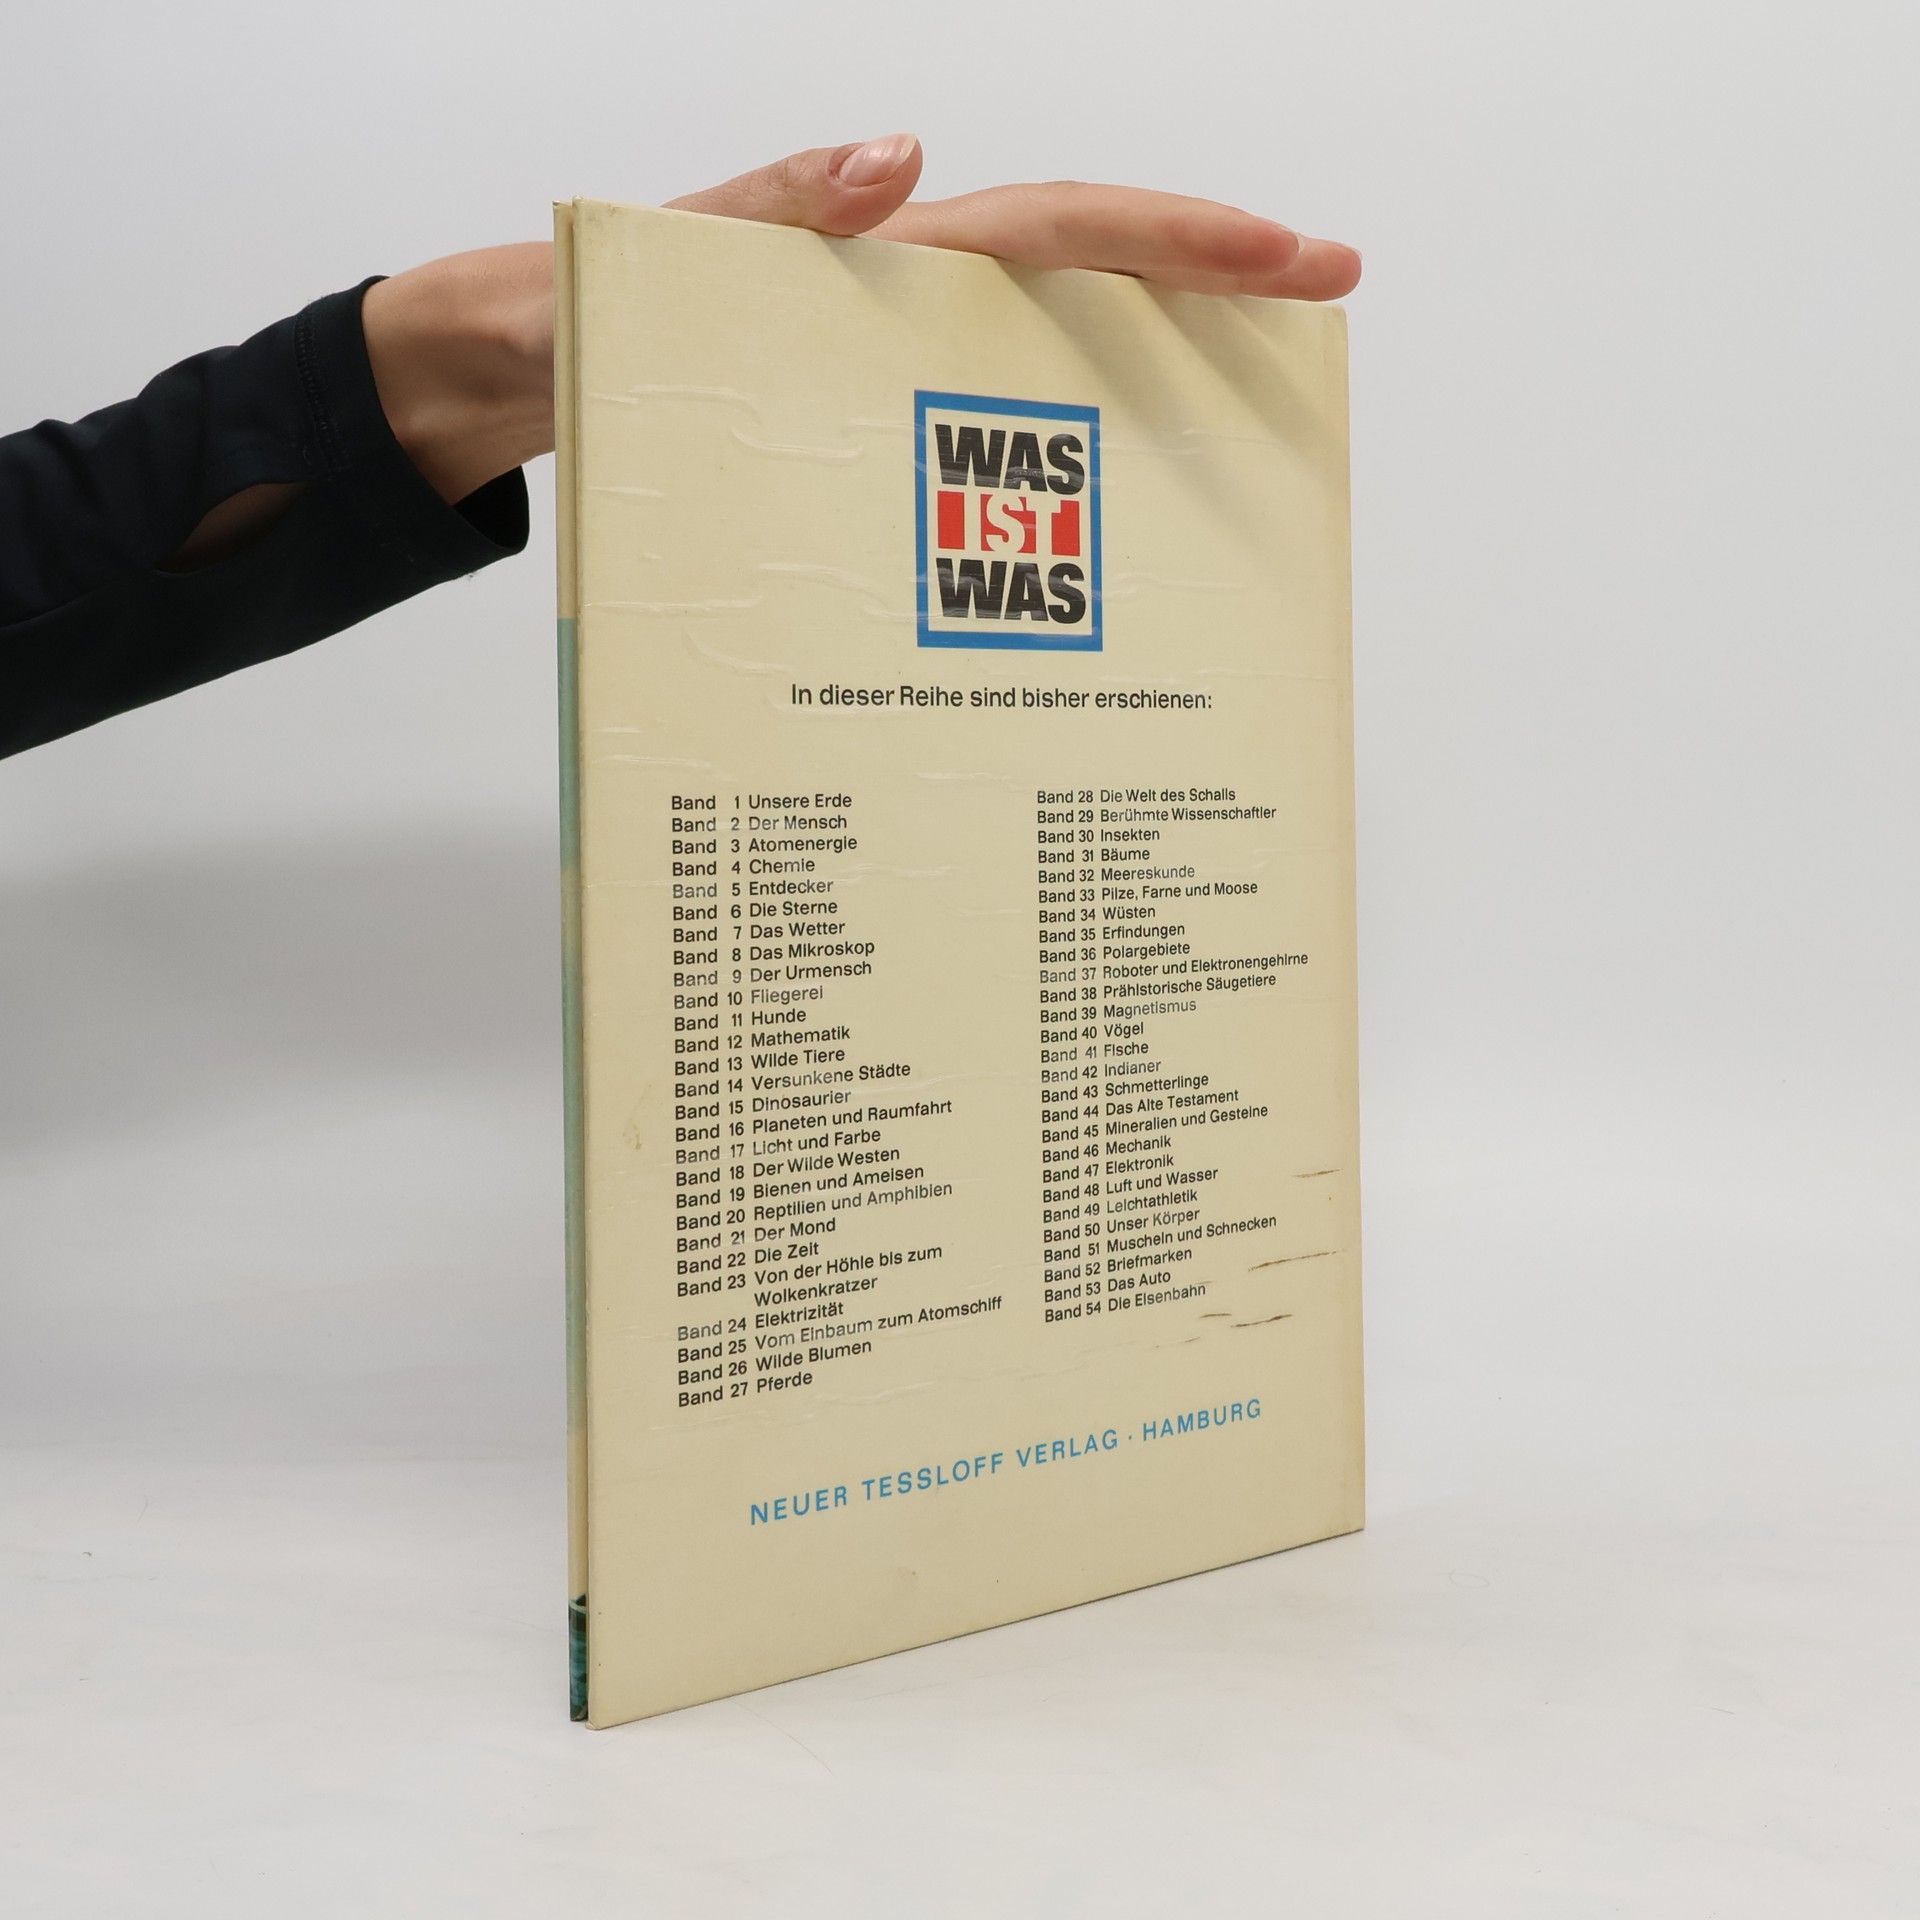 WAS
IST
WAS
In dieser Reihe sind bisher erschienen:
Band 1 Unsere Erde
Band 2 Der Mensch
Band 3 Atomenergie
Band 4 Chemie
Band 5 Entdecker
Band 6 Die Sterne
Band 7 Das Wetter
Band 8 Das Mikroskop
Band 9 Der Urmensch
Band 10 Fliegerei
Band 11 Hunde
Band 12 Mathematik
Band 13 Wilde Tiere
Band 14 Versunkene Städte
Band 15 Dinosaurier
Band 16 Planeten und Raumfahrt
Band 17 Licht und Farbe
Band 18 Der Wilde Westen
Band 19 Bienen und Ameisen
Band 20 Reptilien und Amphibien
Band 21 Der Mond
Band 22 Die Zeit
Band 23 Von der Höhle bis zum
Wolkenkratzer
Band 24 Elektrizität
Band 25 Vom Einbaum zum Atomschiff
Band 26 Wilde Blumen
Band 27 Pferde
Band 28 Die Welt des Schalls
Band 29 Berühmte Wissenschaftler
Band 30 Insekten
Band 31 Bäume
Band 32 Meereskunde
Band 33 Pilze, Farne und Moose
Band 34 Wüsten
Band 35 Erfindungen
Band 36 Polargebiete
Band 37 Roboter und Elektronengehirne
Band 38 Prähistorische Säugetiere
Band 39 Magnetismus
Band 40 Vögel
Band 41 Fische
Band 42 Indianer
Band 43 Schmetterlinge
Band 44 Das Alte Testament
Band 45 Mineralien und Gesteine
Band 46 Mechanik
Band 47 Elektronik
Band 48 Luft und Wasser
Band 49 Leichtathletik
Band 50 Unser Körper
Band 51 Muscheln und Schnecken
Band 52 Briefmarken
Band 53 Das Auto
Band 54 Die Eisenbahn
NEUER TESSLOFF VERLAG · HAMBURG